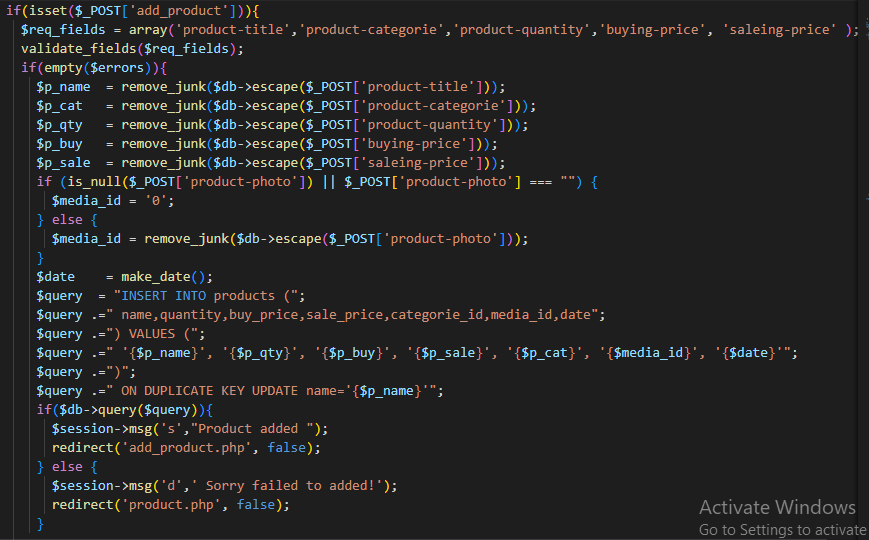 if(isset($_POST['add_product'])){
$req_fields = array('product-title','product-categorie','product-quantity','buying-price', 'saleing-price' );
validate_fields($req_fields);
if(empty($errors)){
$p_name  = remove_junk($db->escape($_POST['product-title']));
$p_cat   = remove_junk($db->escape($_POST['product-categorie']));
$p_qty   = remove_junk($db->escape($_POST['product-quantity']));
$p_buy   = remove_junk($db->escape($_POST['buying-price']));
$p_sale  = remove_junk($db->escape($_POST['saleing-price']));
if (is_null($_POST['product-photo']) || $_POST['product-photo'] === "") {
$media_id = '0';
} else {
$media_id = remove_junk($db->escape($_POST['product-photo']));
}
$date    = make_date();
$query  = "INSERT INTO products (";
$query .=" name,quantity,buy_price,sale_price,categorie_id,media_id,date";
$query .=") VALUES (";
$query .=" '{$p_name}', '{$p_qty}', '{$p_buy}', '{$p_sale}', '{$p_cat}', '{$media_id}', '{$date}'";
$query .=")";
$query .=" ON DUPLICATE KEY UPDATE name='{$p_name}'";
if($db->query($query)){
$session->msg('s',"Product added ");
redirect('add_product.php', false);
} else {
$session->msg('d',' Sorry failed to added!');
redirect('product.php', false);
}
Activate Windows
Go to Settings to activate